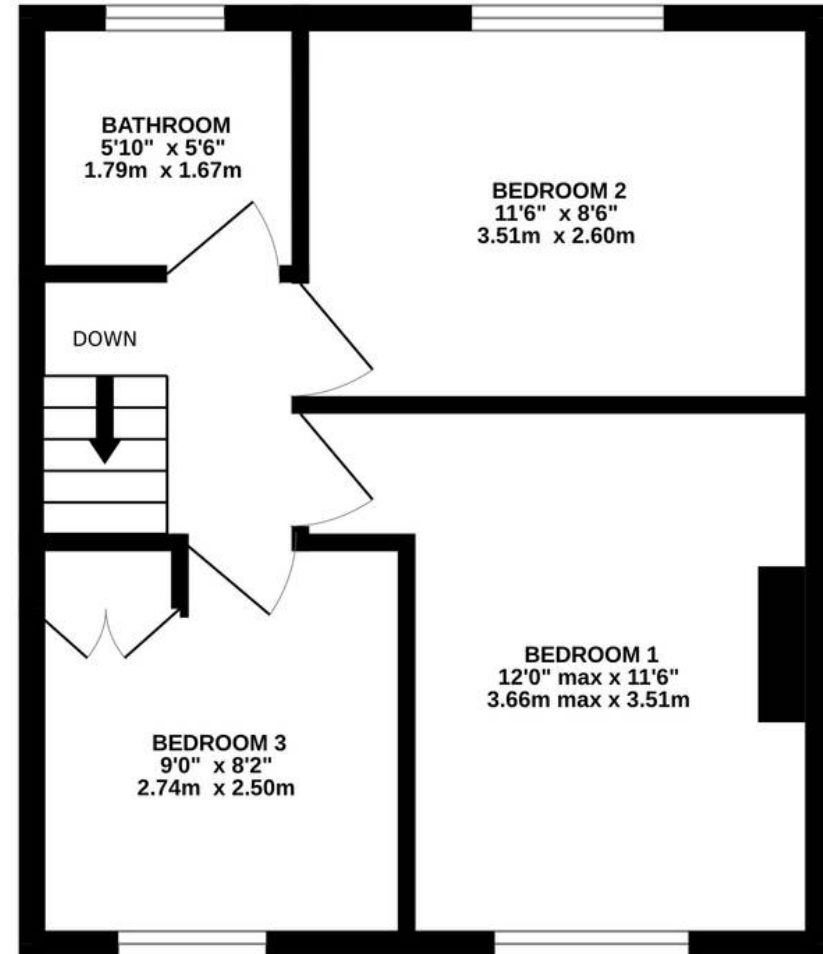 BATHROOM
5'10" x 5'6"
1.79m x 1.67m
BEDROOM 2
11'6" x 8'6"
3.51m x 2.60m
DOWN
BEDROOM 1
12'0" max x 11'6"
3.66m max x 3.51m
BEDROOM 3
9'0" x 8'2"
2.74m x 2.50m